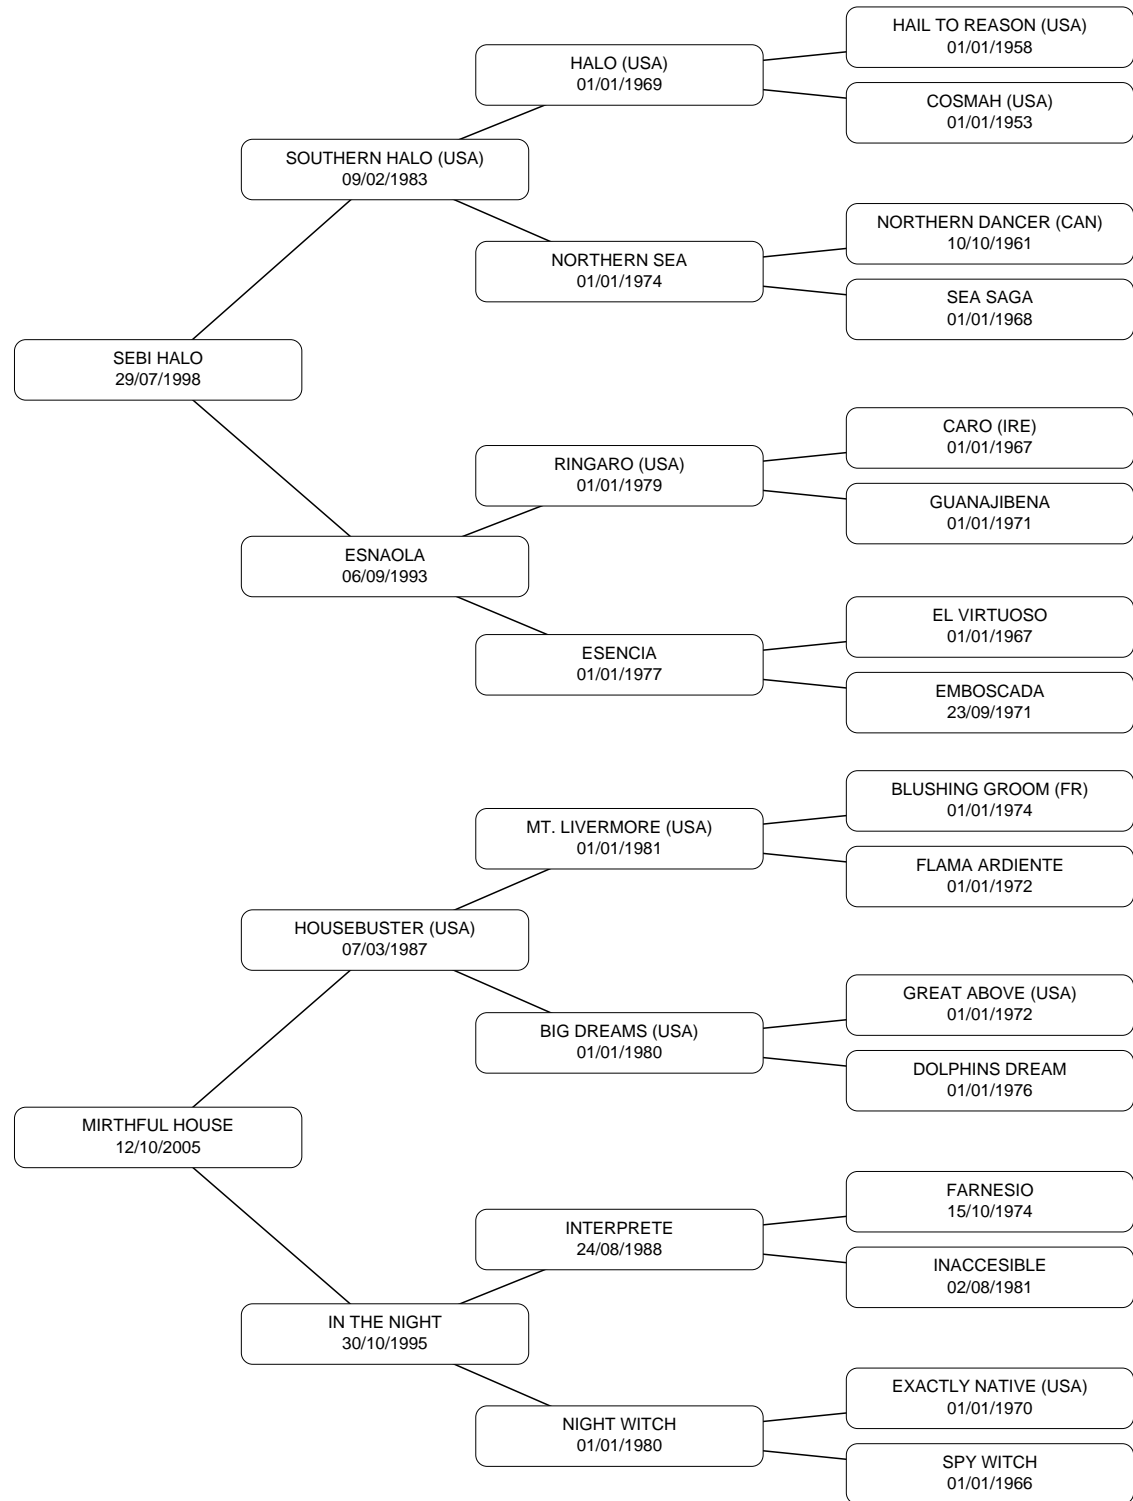 HAIL TO REASON (USA)
01/01/1958
HALO (USA)
01/01/1969
COSMAH (USA)
01/01/1953
SOUTHERN HALO (USA)
09/02/1983
NORTHERN DANCER (CAN)
10/10/1961
NORTHERN SEA
01/01/1974
SEA SAGA
01/01/1968
SEBI HALO
29/07/1998
CARO (IRE)
01/01/1967
RINGARO (USA)
01/01/1979
GUANAJIBENA
01/01/1971
ESNAOLA
06/09/1993
EL VIRTUOSO
01/01/1967
ESENCIA
01/01/1977
EMBOSCADA
23/09/1971
BLUSHING GROOM (FR)
01/01/1974
MT. LIVERMORE (USA)
01/01/1981
FLAMA ARDIENTE
01/01/1972
HOUSEBUSTER (USA)
07/03/1987
GREAT ABOVE (USA)
01/01/1972
BIG DREAMS (USA)
01/01/1980
DOLPHINS DREAM
01/01/1976
MIRTHFUL HOUSE
12/10/2005
FARNESIO
15/10/1974
INTERPRETE
24/08/1988
INACCESIBLE
02/08/1981
IN THE NIGHT
30/10/1995
EXACTLY NATIVE (USA)
01/01/1970
NIGHT WITCH
01/01/1980
SPY WITCH
01/01/1966